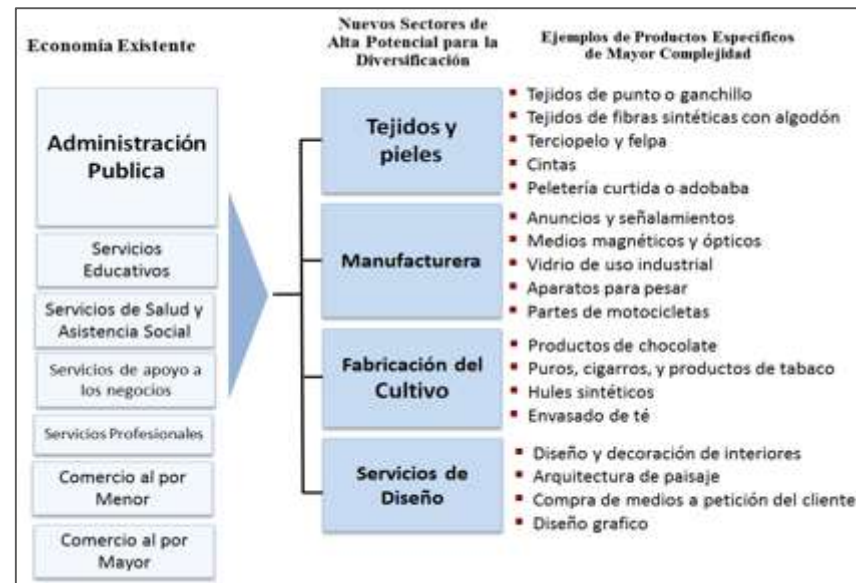 Economía Existente
Nuevos Sectores de
Alta Potencial para la
Diversificación
Ejemplos de Productos Específicos
de Mayor Complejidad
Administración
Publica
Servicios
Educativos
Servicios de Salud y
Asistencia Social
Servicios de apoyo a
los negocios
Servicios Profesionales
Comercio al por
Menor
Comercio al por
Mayor
Tejidos y
pieles
Tejidos de punto o ganchillo
Tejidos de fibras sintéticas con algodón
Terciopelo y felpa
Cintas
Peletería curtida o adobaba
Manufacturera
Anuncios y señalamientos
Medios magnéticos y ópticos
Vidrio de uso industrial
Aparatos para pesar
Partes de motocicletas
Fabricación del
Cultivo
Productos de chocolate
Puros, cigarros, y productos de tabaco
Hules sintéticos
Envasado de té
Servicios de
Diseño
Diseño y decoración de interiores
Arquitectura de paisaje
Compra de medios a petición del cliente
Diseño grafico